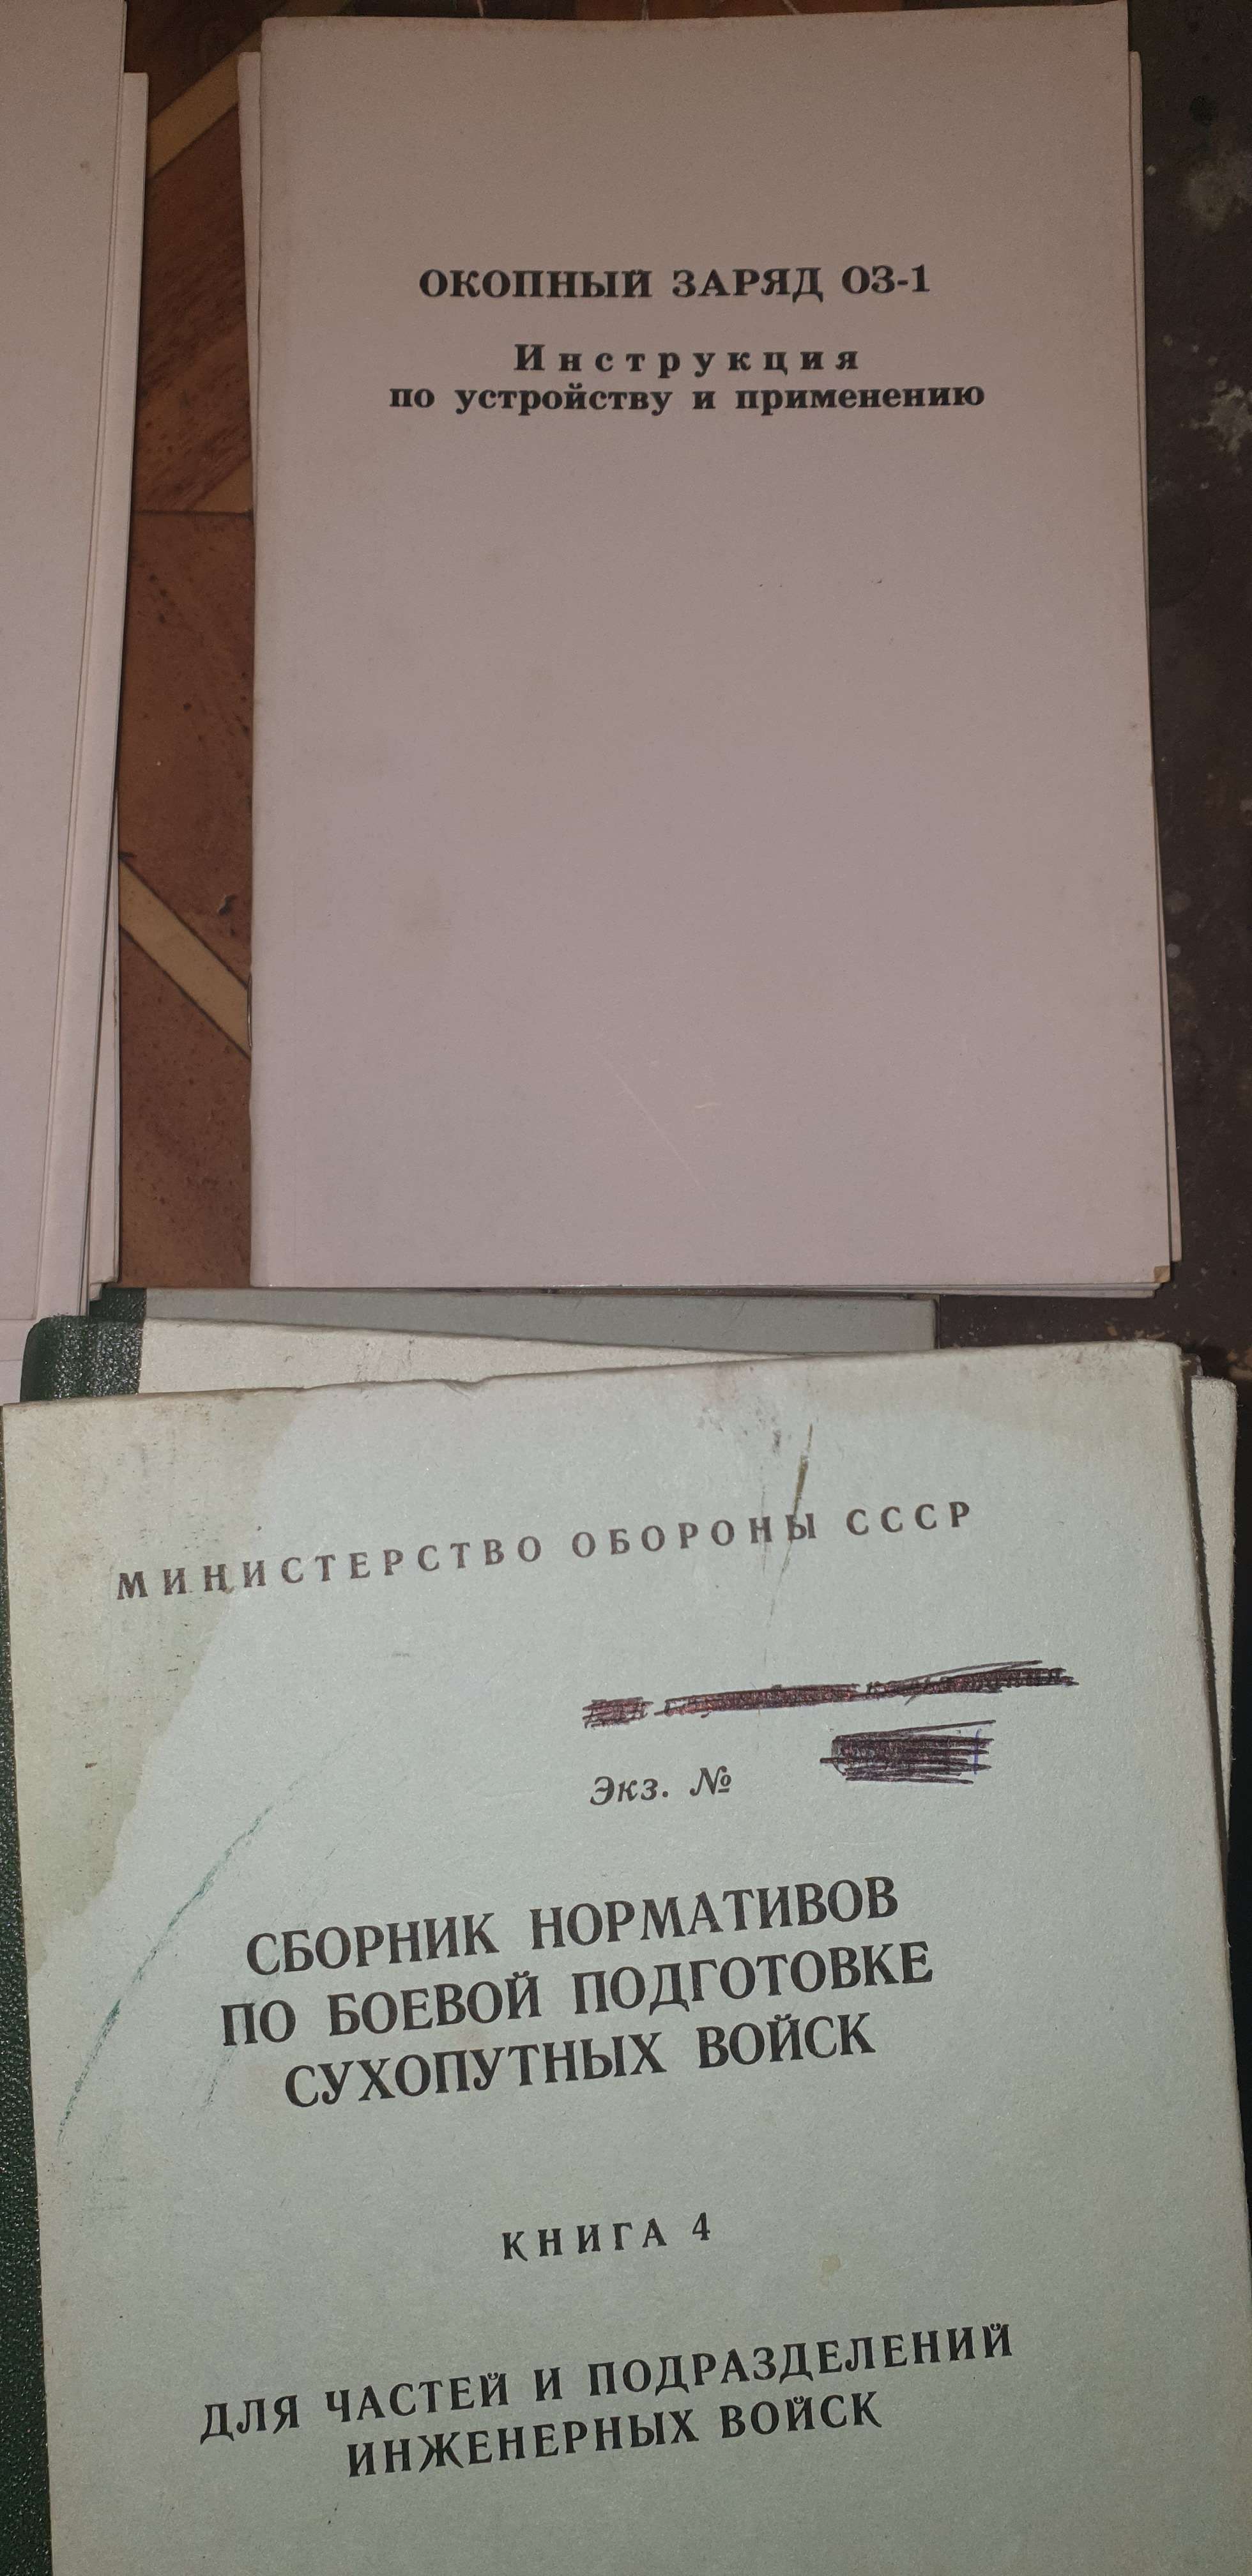 ОКОПНЫЙ ЗАРЯД ОЗ-1
Инструкция
по устройству и применению
МИНИСТЕРСТВО ОБОРОНЫ СССР
Экз. №
СБОРНИК НОРМАТИВОВ
ПО БОЕВОЙ ПОДГОТОВКЕ
СУХОПУТНЫХ ВОЙСК
КНИГА 4
ДЛЯ ЧАСТЕЙ И ПОДРАЗДЕЛЕНИЙ
ИНЖЕНЕРНЫХ ВОЙСК